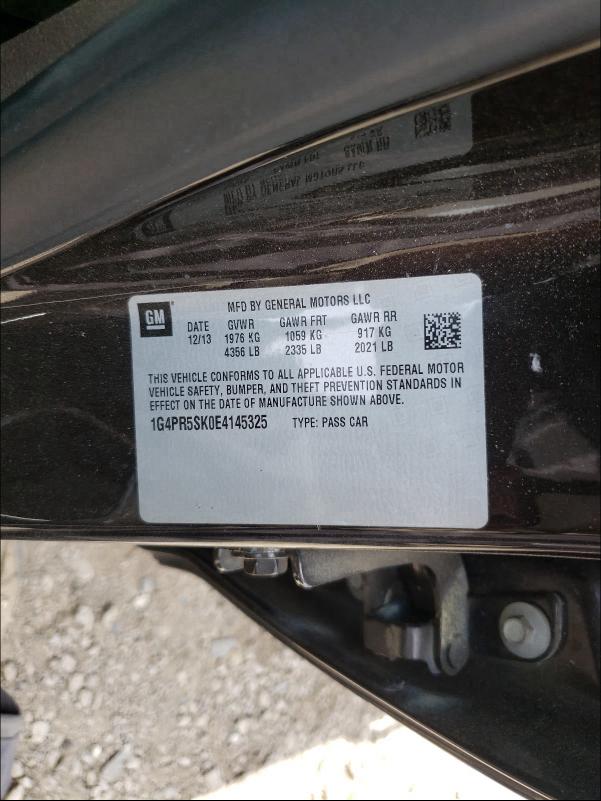 GM
MFD BY GENERAL MOTORS LLC
DATE GVWR GAWR FRT GAWR RR
12/13 1976 KG 1059 KG 917 KG
4356 LB 2335 LB 2021 LB
THIS VEHICLE CONFORMS TO ALL APPLICABLE U.S. FEDERAL MOTOR
VEHICLE SAFETY, BUMPER, AND THEFT PREVENTION STANDARDS IN
EFFECT ON THE DATE OF MANUFACTURE SHOWN ABOVE.
1G4PR5SK0E4145325 TYPE: PASS CAR